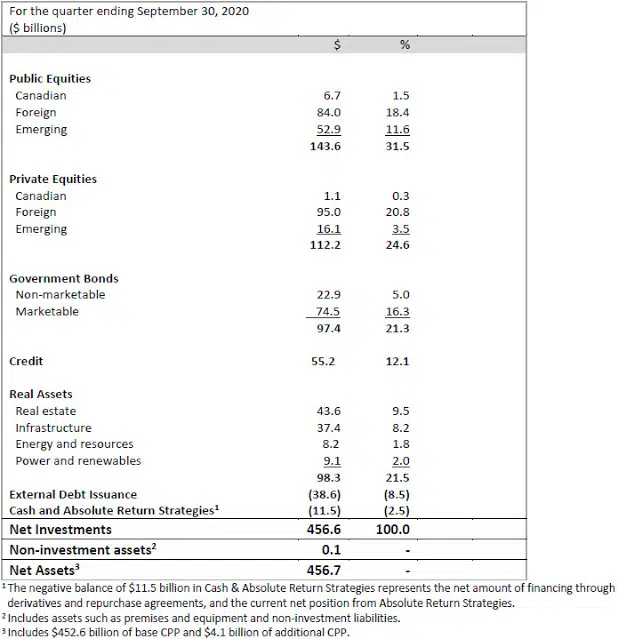 For the quarter ending September 30, 2020
($ billions)
$ %
Public Equities
Canadian 6.7 1.5
Foreign 84.0 18.4
Emerging 52.9 11.6
143.6 31.5
Private Equities
Canadian 1.1 0.3
Foreign 95.0 20.8
Emerging 16.1 3.5
112.2 24.6
Government Bonds
Non-marketable 22.9 5.0
Marketable 74.5 16.3
97.4 21.3
Credit 55.2 12.1
Real Assets
Real estate 43.6 9.5
Infrastructure 37.4 8.2
Energy and resources 8.2 1.8
Power and renewables 9.1 2.0
98.3 21.5
External Debt Issuance (38.6) (8.5)
Cash and Absolute Return Strategies¹ (11.5) (2.5)
Net Investments 456.6 100.0
Non-investment assets² 0.1 -
Net Assets³ 456.7 -
¹ The negative balance of $11.5 billion in Cash & Absolute Return Strategies represents the net amount of financing through
derivatives and repurchase agreements, and the current net position from Absolute Return Strategies.
² Includes assets such as premises and equipment and non-investment liabilities.
³ Includes $452.6 billion of base CPP and $4.1 billion of additional CPP.